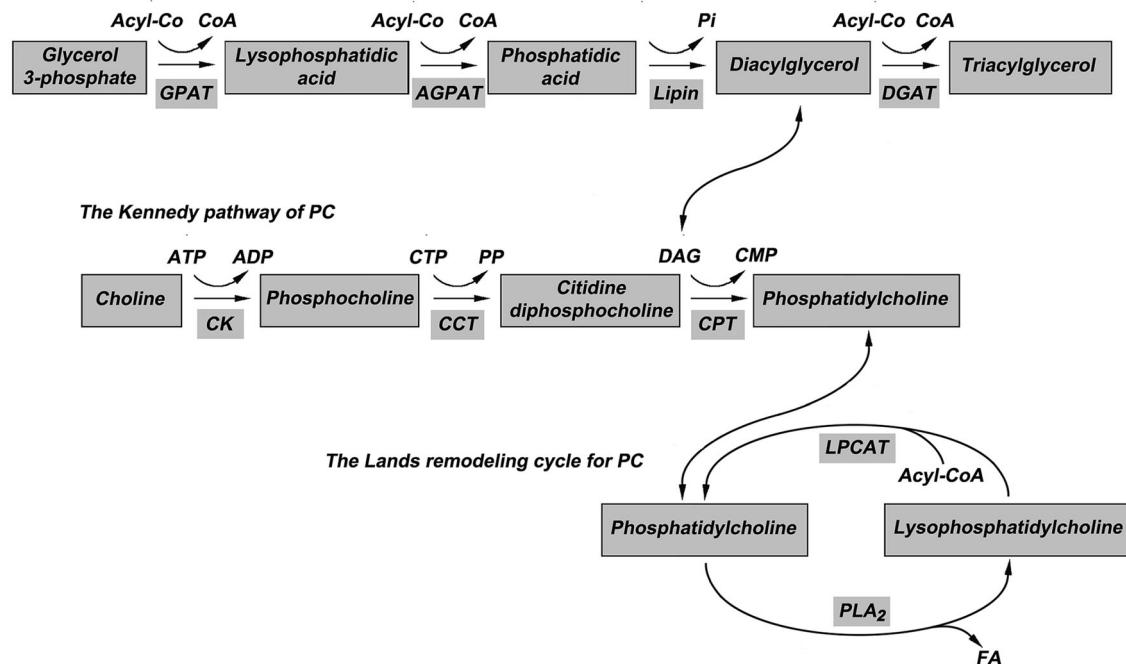 Acyl-Co CoA Acyl-Co CoA Pi Acyl-Co CoA
Glycerol
3-phosphate
Lysophosphatidic
acid
Phosphatidic
acid
Diacylglycerol
Triacylglycerol
GPAT AGPAT Lipin DGAT
The Kennedy pathway of PC
ATP ADP CTP PP DAG CMP
Choline
Phosphocholine
Citidine
diphosphocholine
Phosphatidylcholine
CK CCT CPT
The Lands remodeling cycle for PC
LPCAT
Acyl-CoA
Phosphatidylcholine
Lysophosphatidylcholine
PLA2
FA